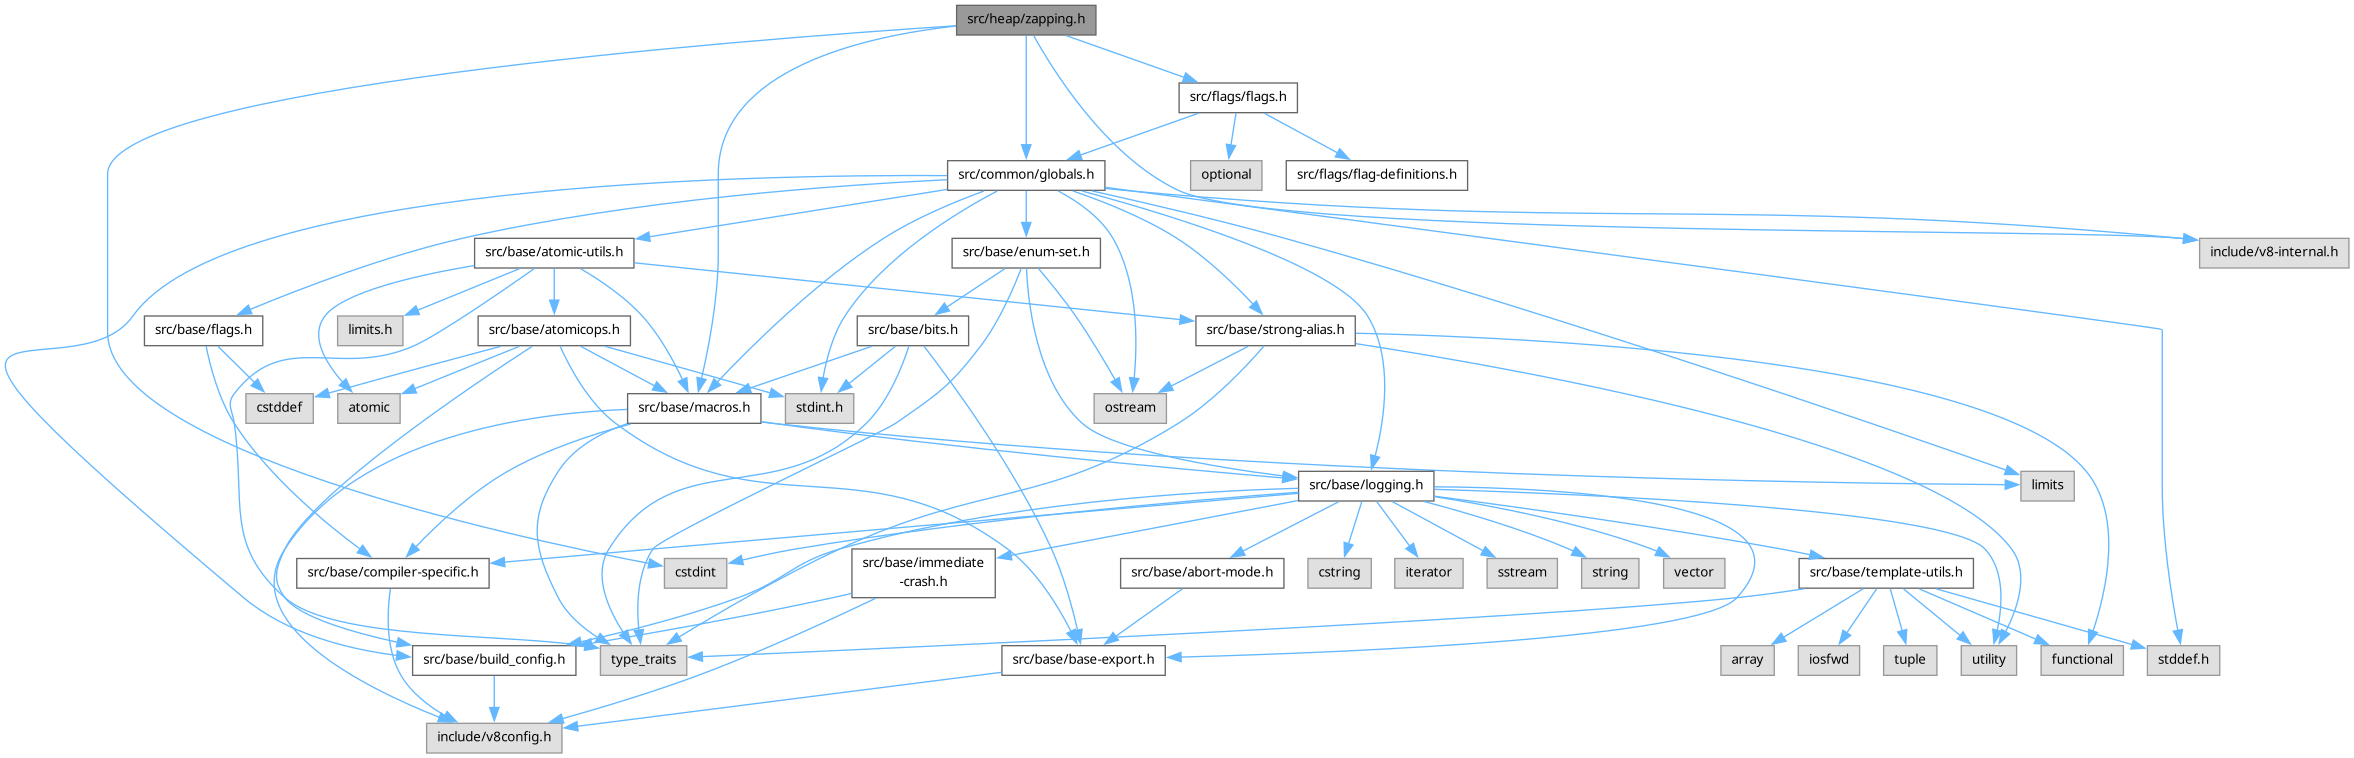 src/heap/zapping.h
src/flags/flags.h
src/common/globals.h
optional
src/flags/flag-definitions.h
src/base/atomic-utils.h
src/base/enum-set.h
include/v8-internal.h
src/base/flags.h
limits.h
src/base/atomicops.h
src/base/bits.h
src/base/strong-alias.h
cstddef
atomic
src/base/macros.h
stdint.h
ostream
src/base/logging.h
limits
src/base/compiler-specific.h
cstdint
src/base/immediate
-crash.h
src/base/abort-mode.h
cstring
iterator
sstream
string
vector
src/base/template-utils.h
src/base/build_config.h
type_traits
src/base/base-export.h
array
iosfwd
tuple
utility
functional
stddef.h
include/v8config.h